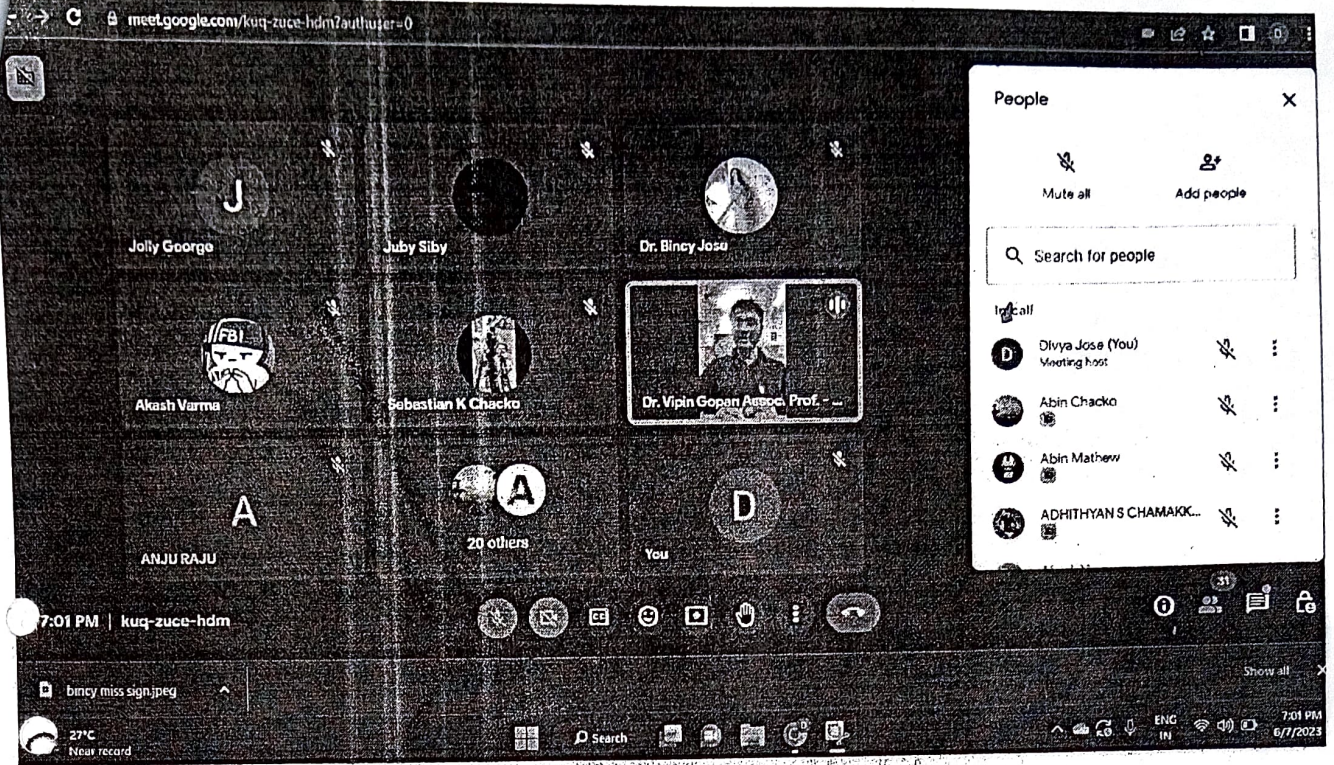 meet.google.com/kuq-zuce-hdm?authuser=0
D
People
Mute all
Add people
Search for people
In call
D
Divya Jose (You)
Meeting host
Abin Chacko
Abin Mathew
ADHITHYAN S CHAMAKK...
J
Jolly George
Juby Siby
Dr. Bincy Jose
FBI
Akash Varma
Sebastian K Chacko
Dr. Vipin Gopan Assoc. Prof. - ...
A
ANJU RAJU
A
20 others
D
You
31
7:01 PM | kuq-zuce-hdm
CC
bincy miss sign.jpeg
Show all
27°C
Near record
Search
ENG
IN
7:01 PM
6/7/2023